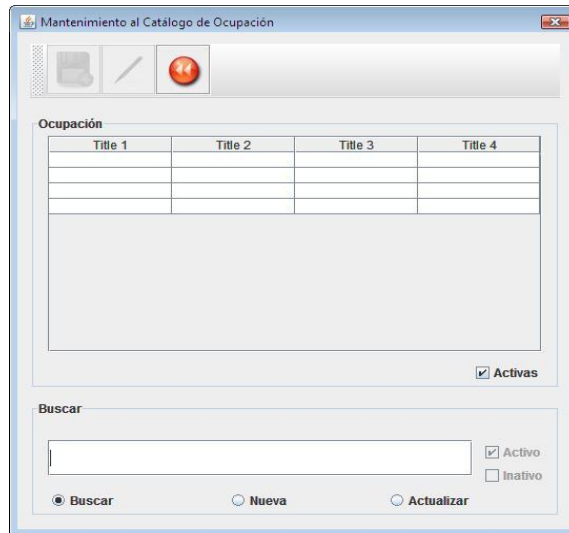 Mantenimiento al Catálogo de Ocupación
Ocupación
Title 1 Title 2 Title 3 Title 4
Activas
Buscar
Activo
Inativo
Buscar Nueva Actualizar